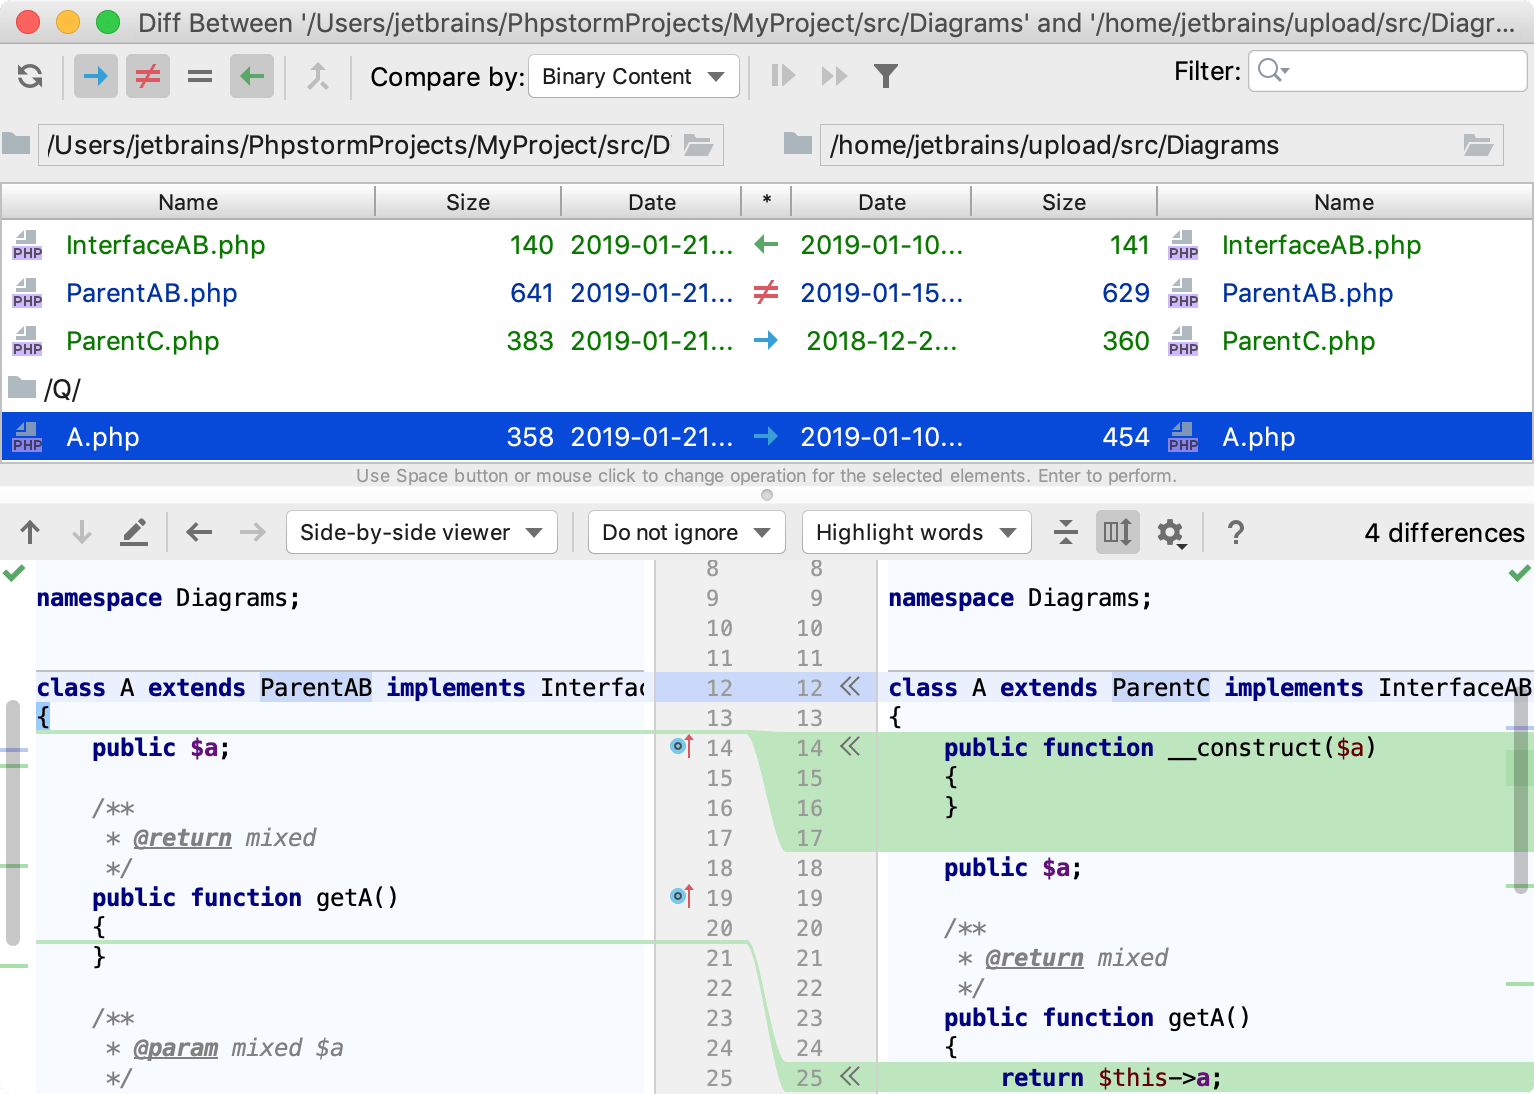 Diff Between '/Users/jetbrains/PhpstormProjects/MyProject/src/Diagrams' and '/home/jetbrains/upload/src/Diagr...
Compare by: Binary Content Filter:
/Users/jetbrains/PhpstormProjects/MyProject/src/D /home/jetbrains/upload/src/Diagrams
Name Size Date * Date Size Name
PHP InterfaceAB.php 140 2019-01-21... 2019-01-10... 141 PHP InterfaceAB.php
PHP ParentAB.php 641 2019-01-21... 2019-01-15... 629 PHP ParentAB.php
PHP ParentC.php 383 2019-01-21... 2018-12-2... 360 PHP ParentC.php
/Q/
PHP A.php 358 2019-01-21... 2019-01-10... 454 PHP A.php
Use Space button or mouse click to change operation for the selected elements. Enter to perform.
Side-by-side viewer Do not ignore Highlight words ? 4 differences
8 8
namespace Diagrams; 9 9 namespace Diagrams;
10 10
11 11
class A extends ParentAB implements Interfac 12 12 class A extends ParentC implements InterfaceAB
{ 13 13 {
public $a; 14 14 public function __construct($a)
15 15 {
/** 16 16 }
* @return mixed 17 17
*/ 18 18 public $a;
public function getA() 19 19
{ 20 20 /**
} 21 21 * @return mixed
22 22 */
/** 23 23 public function getA()
* @param mixed $a 24 24 {
*/ 25 25 return $this->a;